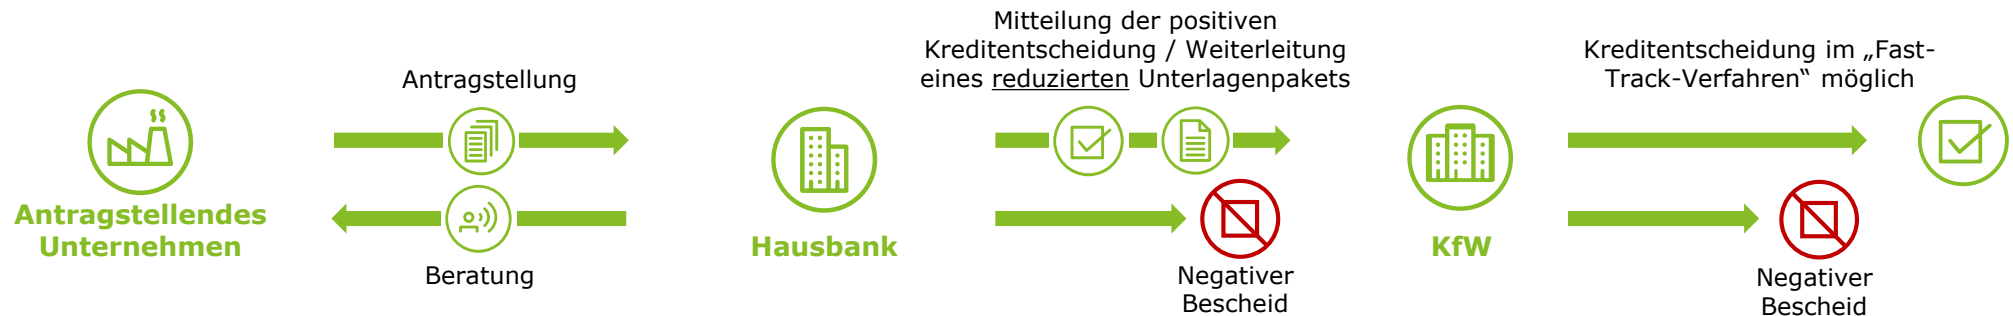 Antragstellendes
Unternehmen
Antragstellung
Beratung
Hausbank
Mitteilung der positiven
Kreditentscheidung / Weiterleitung
eines reduzierten Unterlagenpakets
Negativer
Bescheid
KfW
Kreditentscheidung im „Fast-
Track-Verfahren“ möglich
Negativer
Bescheid